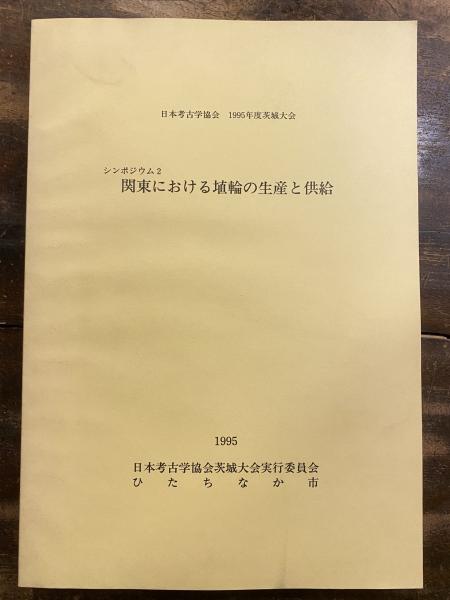 日本考古学協会 1995年度茨城大会
シンポジウム2
関東における埴輪の生産と供給
1995
日本考古学協会茨城大会実行委員会
ひたちなか市